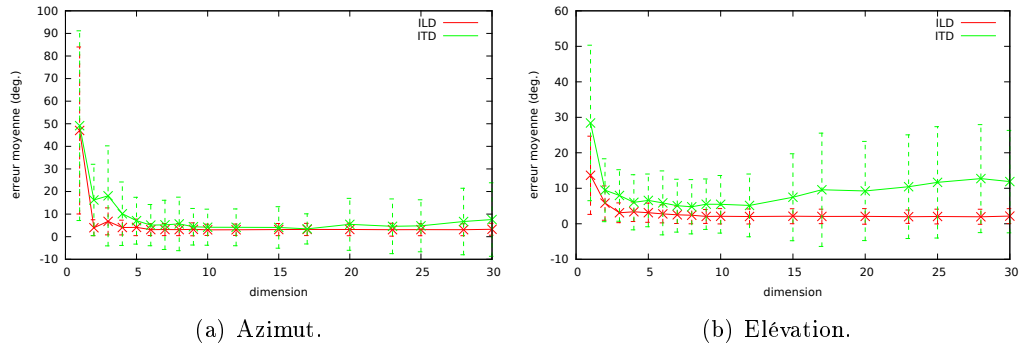 100
90
80
70
60
50
40
30
20
10
0
-10
0 5 10 15 20 25 30
erreur moyenne (deg.)
dimension
ILD
ITD
(a) Azimut.
60
50
40
30
20
10
0
-10
0 5 10 15 20 25 30
erreur moyenne (deg.)
dimension
ILD
ITD
(b) Elévation.